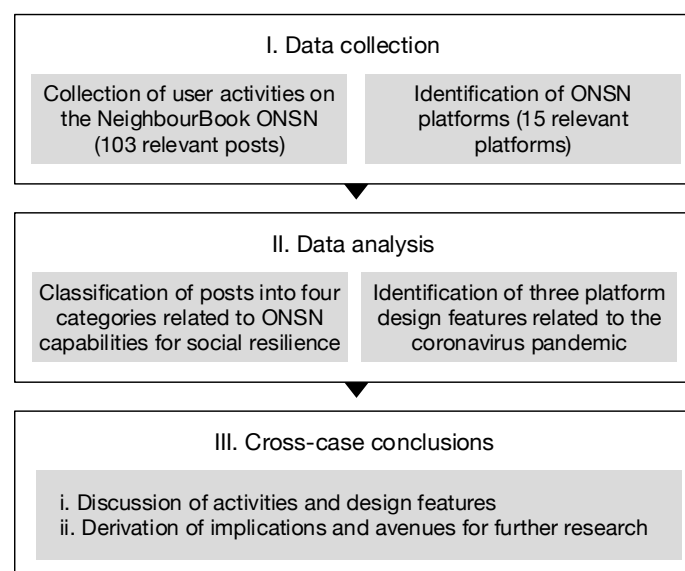 I. Data collection
Collection of user activities on
the NeighbourBook ONSN
(103 relevant posts)
Identification of ONSN
platforms (15 relevant
platforms)
II. Data analysis
Classification of posts into four
categories related to ONSN
capabilities for social resilience
Identification of three platform
design features related to the
coronavirus pandemic
III. Cross-case conclusions
i. Discussion of activities and design features
ii. Derivation of implications and avenues for further research